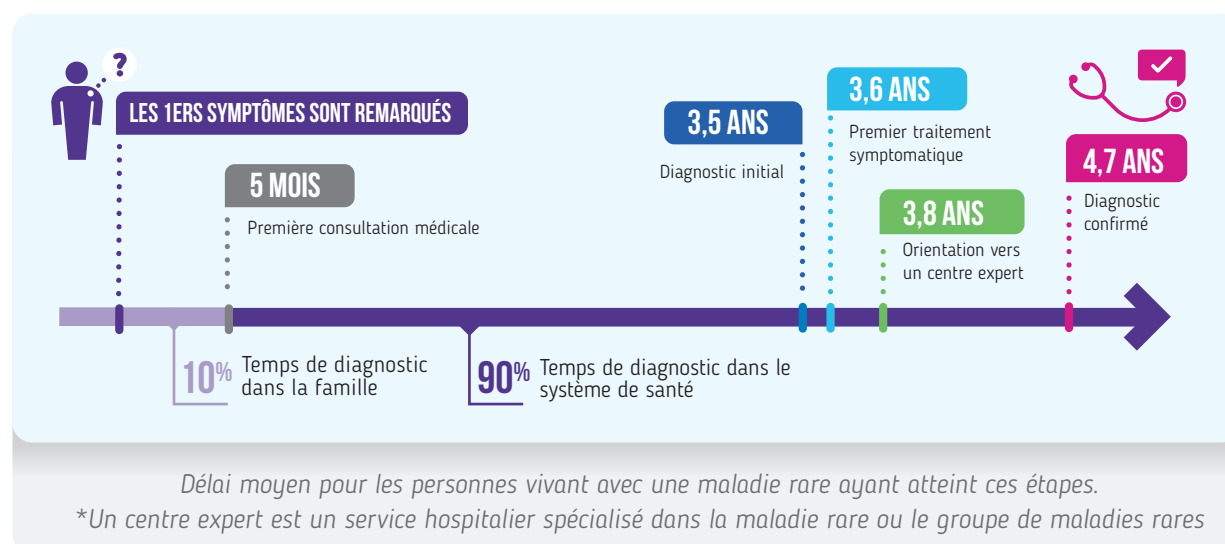 ?
LES 1ERS SYMPTÔMES SONT REMARQUÉS
5 MOIS
Première consultation médicale
3,5 ANS
Diagnostic initial
3,6 ANS
Premier traitement
symptomatique
3,8 ANS
Orientation vers
un centre expert
4,7 ANS
Diagnostic
confirmé
10%
Temps de diagnostic
dans la famille
90%
Temps de diagnostic dans le
système de santé
Délai moyen pour les personnes vivant avec une maladie rare ayant atteint ces étapes.
*Un centre expert est un service hospitalier spécialisé dans la maladie rare ou le groupe de maladies rares